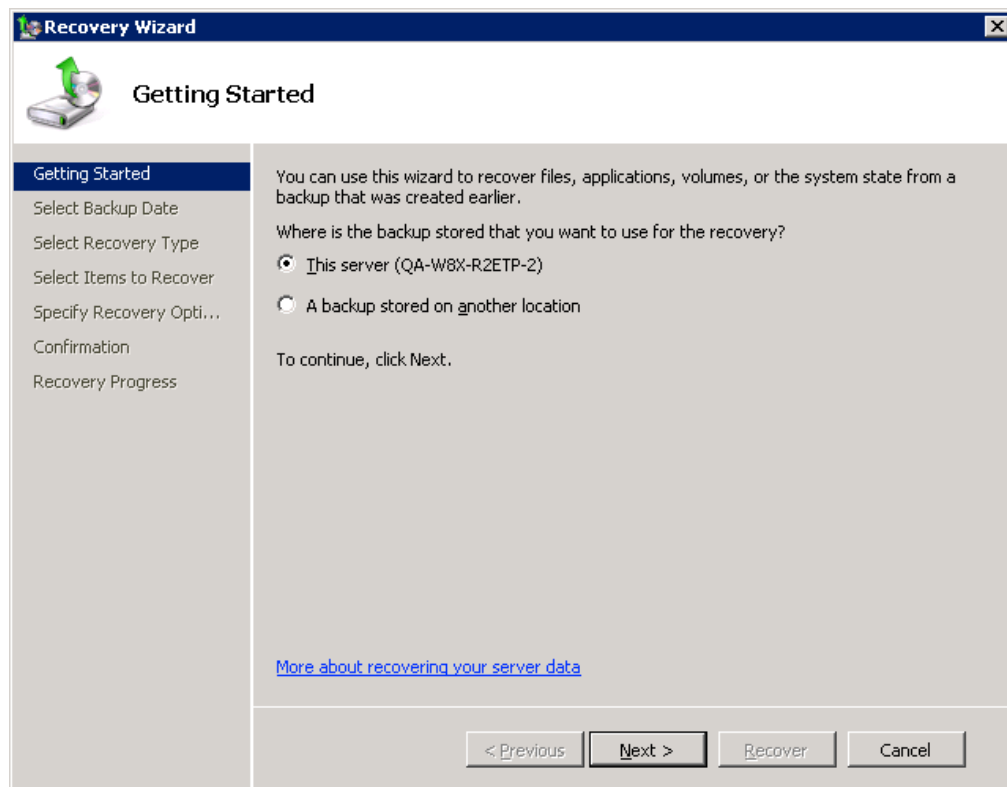 Recovery Wizard
Getting Started
Getting Started
Select Backup Date
Select Recovery Type
Select Items to Recover
Specify Recovery Opti...
Confirmation
Recovery Progress
You can use this wizard to recover files, applications, volumes, or the system state from a
backup that was created earlier.
Where is the backup stored that you want to use for the recovery?
This server (QA-W8X-R2ETP-2)
A backup stored on another location
To continue, click Next.
More about recovering your server data
< Previous
Next >
Recover
Cancel